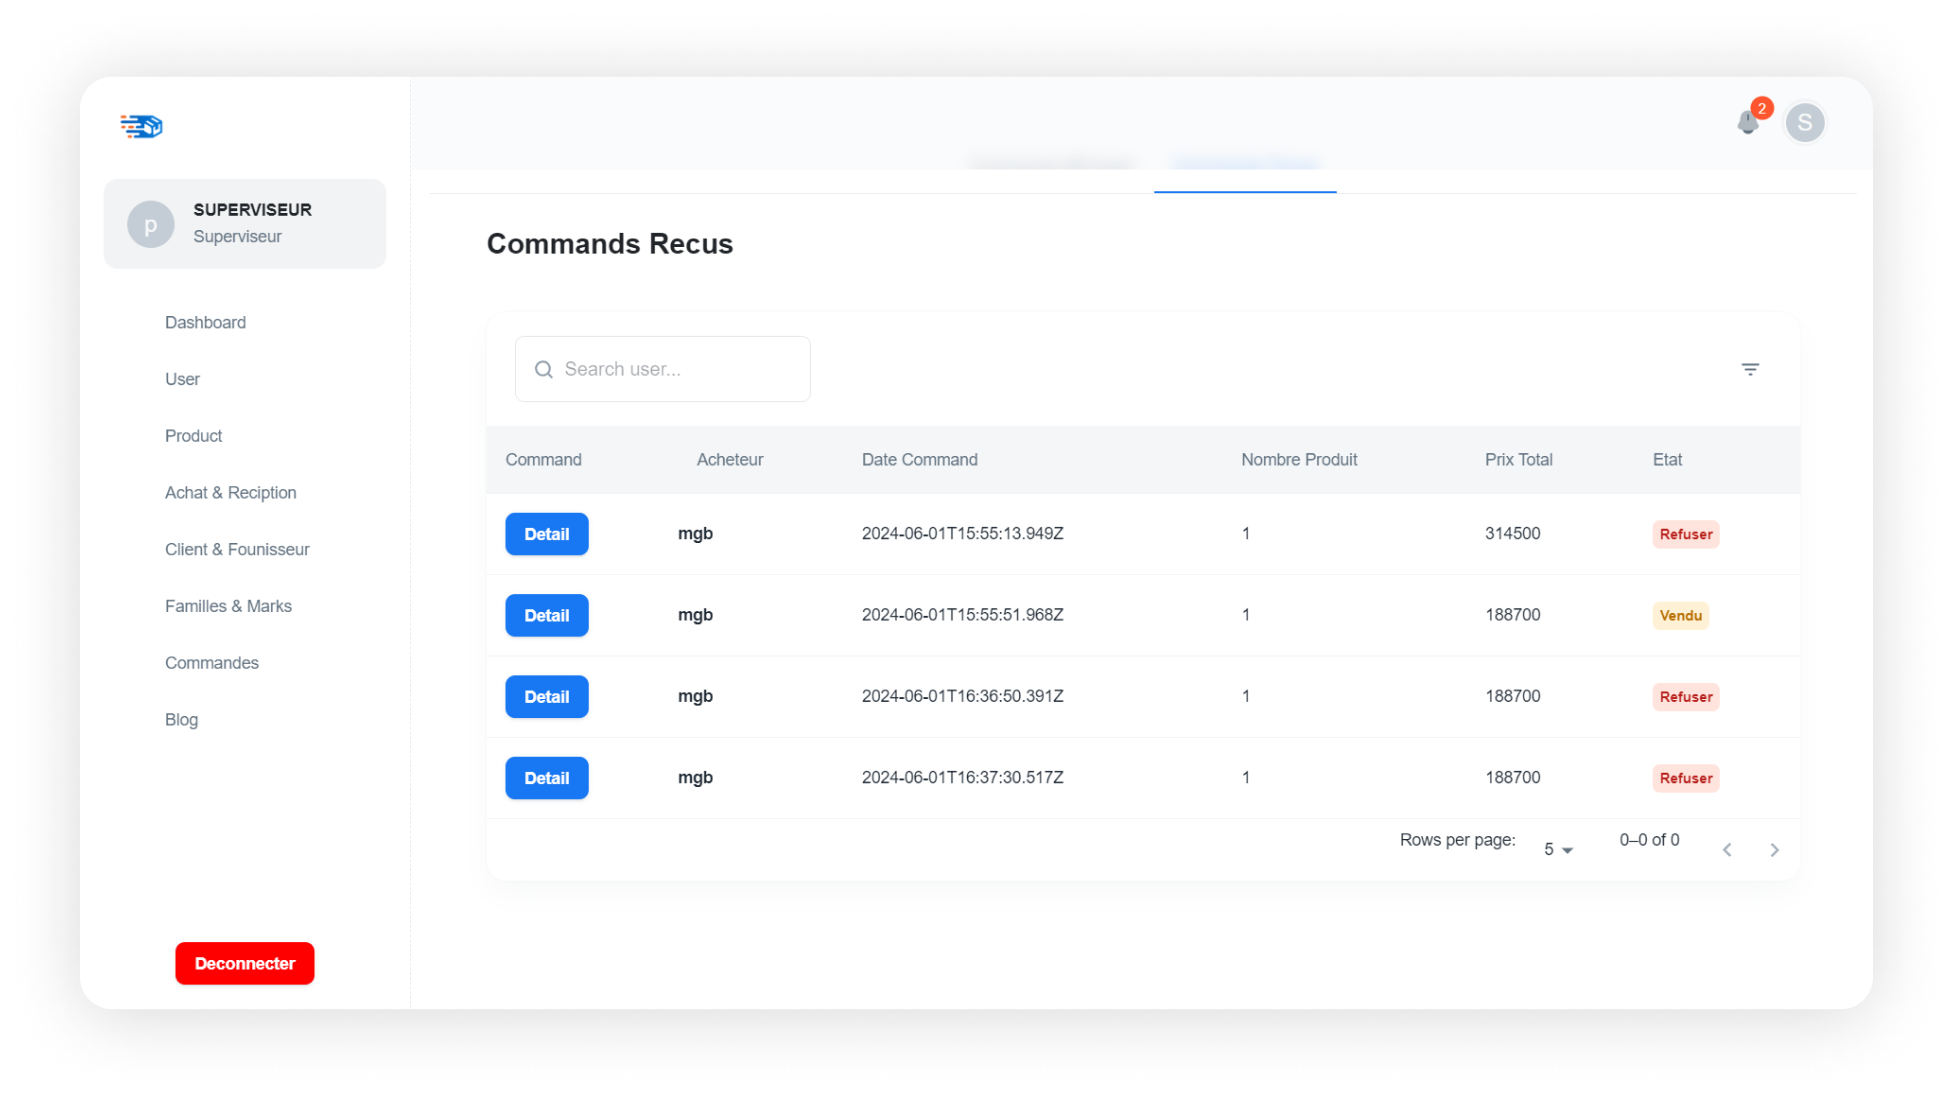 2
S
p
SUPERVISEUR
Superviseur
Dashboard
User
Product
Achat & Reciption
Client & Founisseur
Familles & Marks
Commandes
Blog
Deconnecter
Commands Recus
Search user...
Command Acheteur Date Command Nombre Produit Prix Total Etat
Detail mgb 2024-06-01T15:55:13.949Z 1 314500 Refuser
Detail mgb 2024-06-01T15:55:51.968Z 1 188700 Vendu
Detail mgb 2024-06-01T16:36:50.391Z 1 188700 Refuser
Detail mgb 2024-06-01T16:37:30.517Z 1 188700 Refuser
Rows per page: 5 0–0 of 0